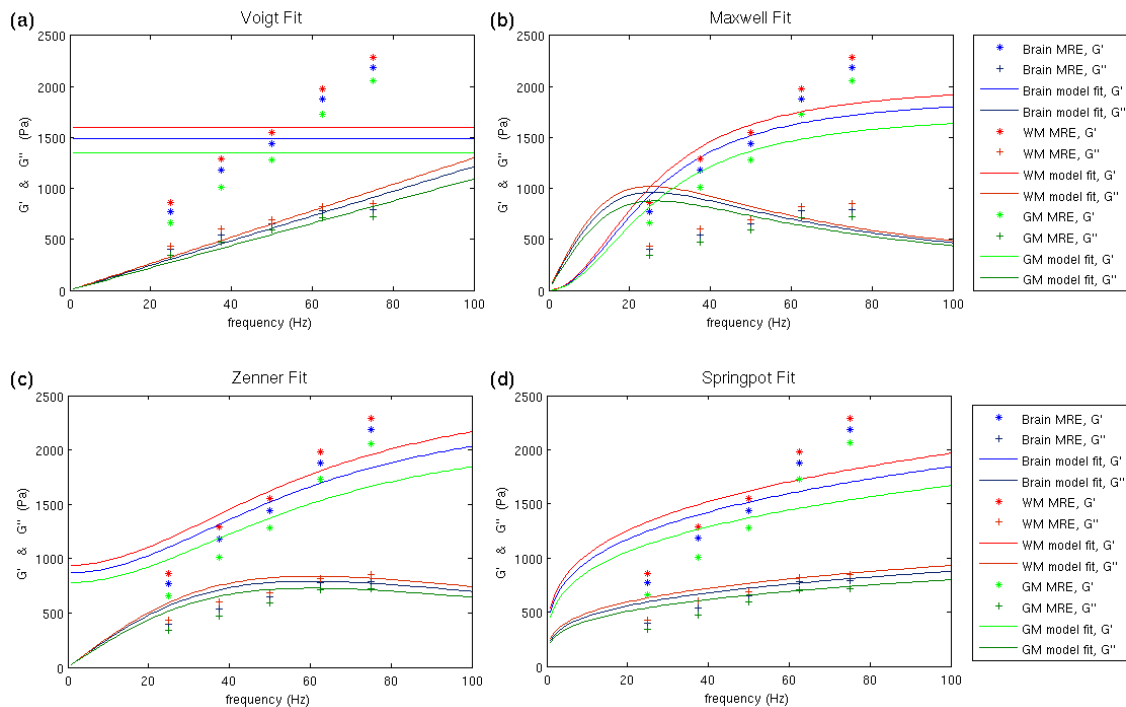 (a)
Voigt Fit
2500
2000
1500
1000
500
0
G' & G'' (Pa)
0 20 40 60 80 100
frequency (Hz)
(b)
Maxwell Fit
2500
2000
1500
1000
500
0
G' & G'' (Pa)
0 20 40 60 80 100
frequency (Hz)
Brain MRE, G'
Brain MRE, G''
Brain model fit, G'
Brain model fit, G''
WM MRE, G'
WM MRE, G''
WM model fit, G'
WM model fit, G''
GM MRE, G'
GM MRE, G''
GM model fit, G'
GM model fit, G''
(c)
Zenner Fit
2500
2000
1500
1000
500
0
G' & G'' (Pa)
0 20 40 60 80 100
frequency (Hz)
(d)
Springpot Fit
2500
2000
1500
1000
500
0
G' & G'' (Pa)
0 20 40 60 80 100
frequency (Hz)
Brain MRE, G'
Brain MRE, G''
Brain model fit, G'
Brain model fit, G''
WM MRE, G'
WM MRE, G''
WM model fit, G'
WM model fit, G''
GM MRE, G'
GM MRE, G''
GM model fit, G'
GM model fit, G''